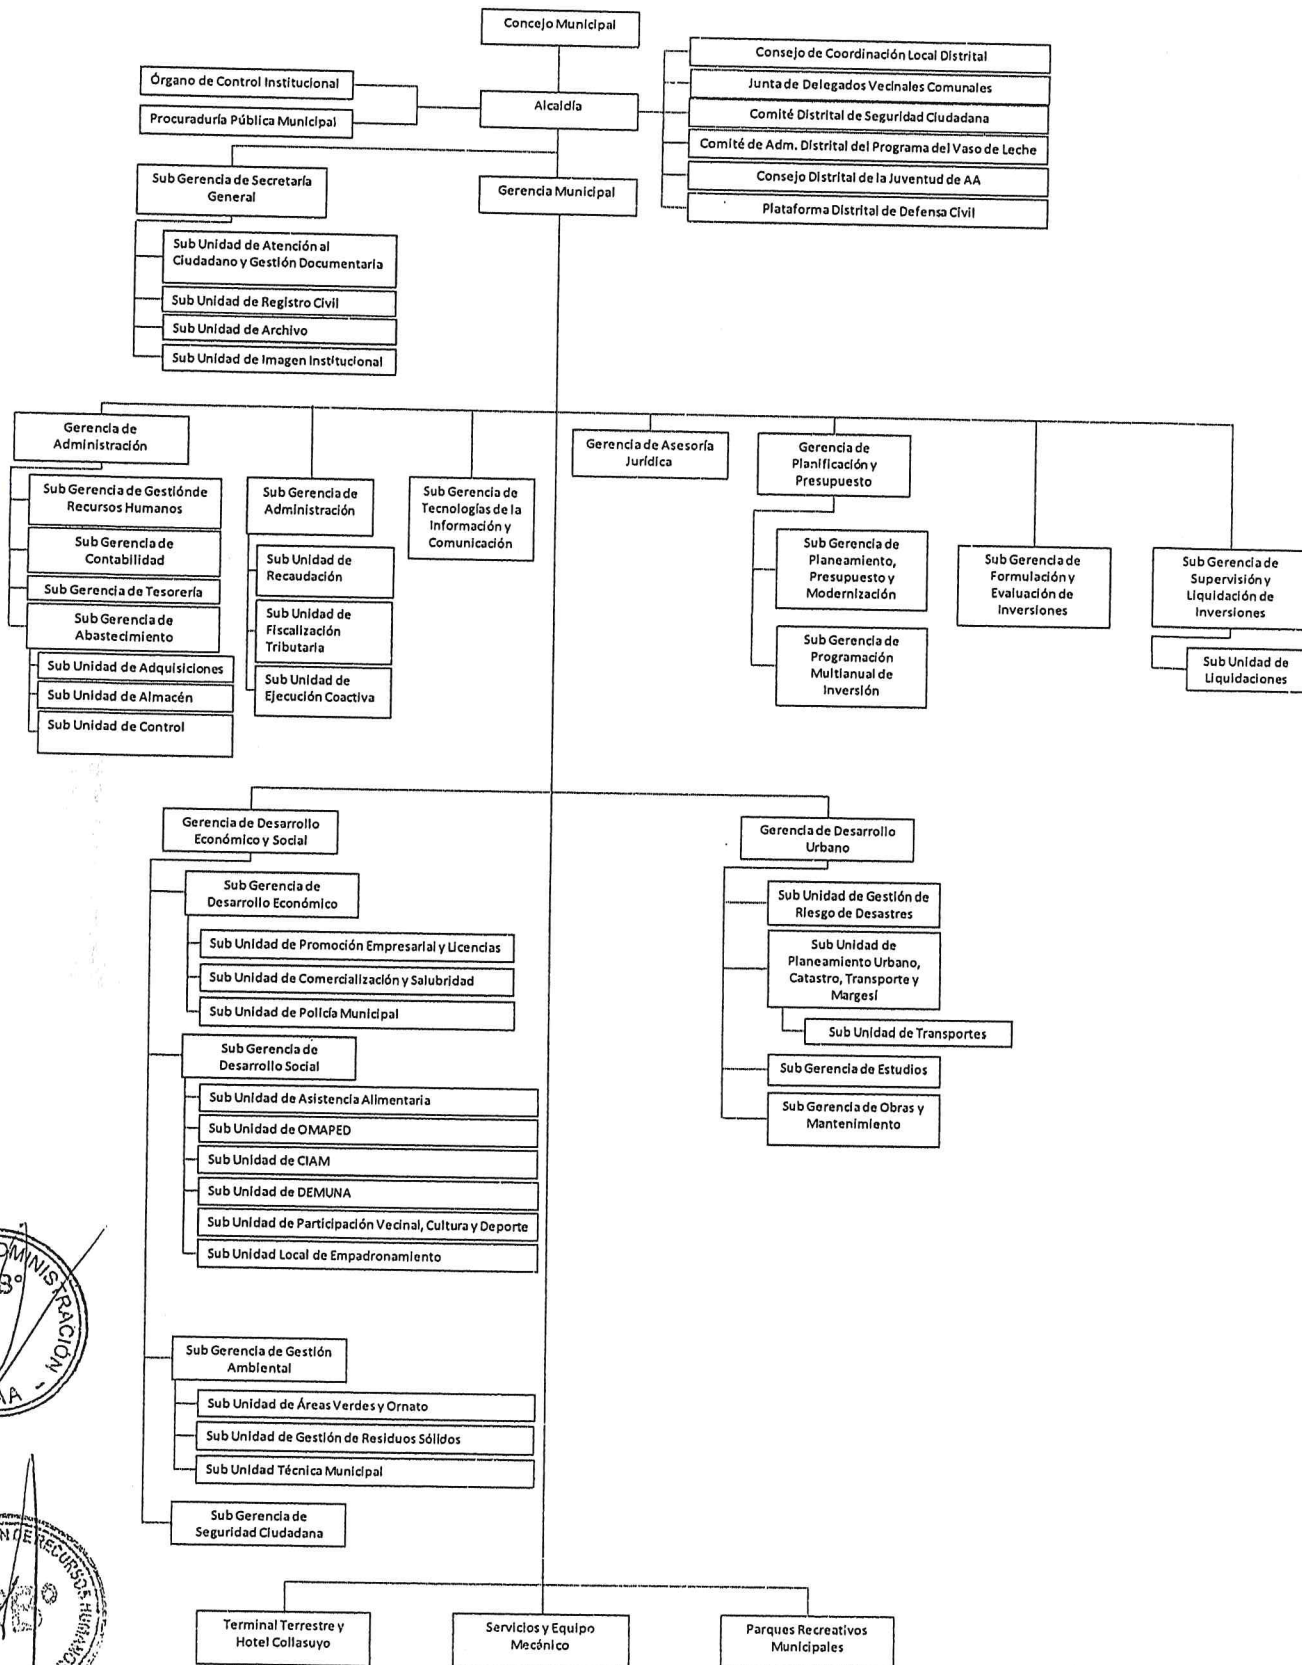 Concejo Municipal
Órgano de Control Institucional
Procuraduría Pública Municipal
Alcaldía
Consejo de Coordinación Local Distrital
Junta de Delegados Vecinales Comunales
Comité Distrital de Seguridad Ciudadana
Comité de Adm. Distrital del Programa del Vaso de Leche
Consejo Distrital de la Juventud de AA
Plataforma Distrital de Defensa Civil
Sub Gerencia de Secretaría
General
Gerencia Municipal
Sub Unidad de Atención al
Ciudadano y Gestión Documentaria
Sub Unidad de Registro Civil
Sub Unidad de Archivo
Sub Unidad de Imagen Institucional
Gerencia de
Administración
Sub Gerencia de Gestiónde
Recursos Humanos
Sub Gerencia de
Contabilidad
Sub Gerencia de Tesorería
Sub Gerencia de
Abastecimiento
Sub Unidad de Adquisiciones
Sub Unidad de Almacén
Sub Unidad de Control
Sub Gerencia de
Administración
Sub Unidad de
Recaudación
Sub Unidad de
Fiscalización
Tributaria
Sub Unidad de
Ejecución Coactiva
Sub Gerencia de
Tecnologías de la
Información y
Comunicación
Gerencia de Asesoría
Jurídica
Gerencia de
Planificación y
Presupuesto
Sub Gerencia de
Planeamiento,
Presupuesto y
Modernización
Sub Gerencia de
Programación
Multianual de
Inversión
Sub Gerencia de
Formulación y
Evaluación de
Inversiones
Sub Gerencia de
Supervisión y
Liquidación de
Inversiones
Sub Unidad de
Liquidaciones
Gerencia de Desarrollo
Económico y Social
Sub Gerencia de
Desarrollo Económico
Sub Unidad de Promoción Empresarial y Licencias
Sub Unidad de Comercialización y Salubridad
Sub Unidad de Policía Municipal
Sub Gerencia de
Desarrollo Social
Sub Unidad de Asistencia Alimentaria
Sub Unidad de OMAPED
Sub Unidad de CIAM
Sub Unidad de DEMUNA
Sub Unidad de Participación Vecinal, Cultura y Deporte
Sub Unidad Local de Empadronamiento
Sub Gerencia de Gestión
Ambiental
Sub Unidad de Áreas Verdes y Ornato
Sub Unidad de Gestión de Residuos Sólidos
Sub Unidad Técnica Municipal
Sub Gerencia de
Seguridad Ciudadana
Gerencia de Desarrollo
Urbano
Sub Unidad de Gestión de
Riesgo de Desastres
Sub Unidad de
Planeamiento Urbano,
Catastro, Transporte y
Margesí
Sub Unidad de Transportes
Sub Gerencia de Estudios
Sub Gerencia de Obras y
Mantenimiento
Terminal Terrestre y
Hotel Collasuyo
Servicios y Equipo
Mecánico
Parques Recreativos
Municipales